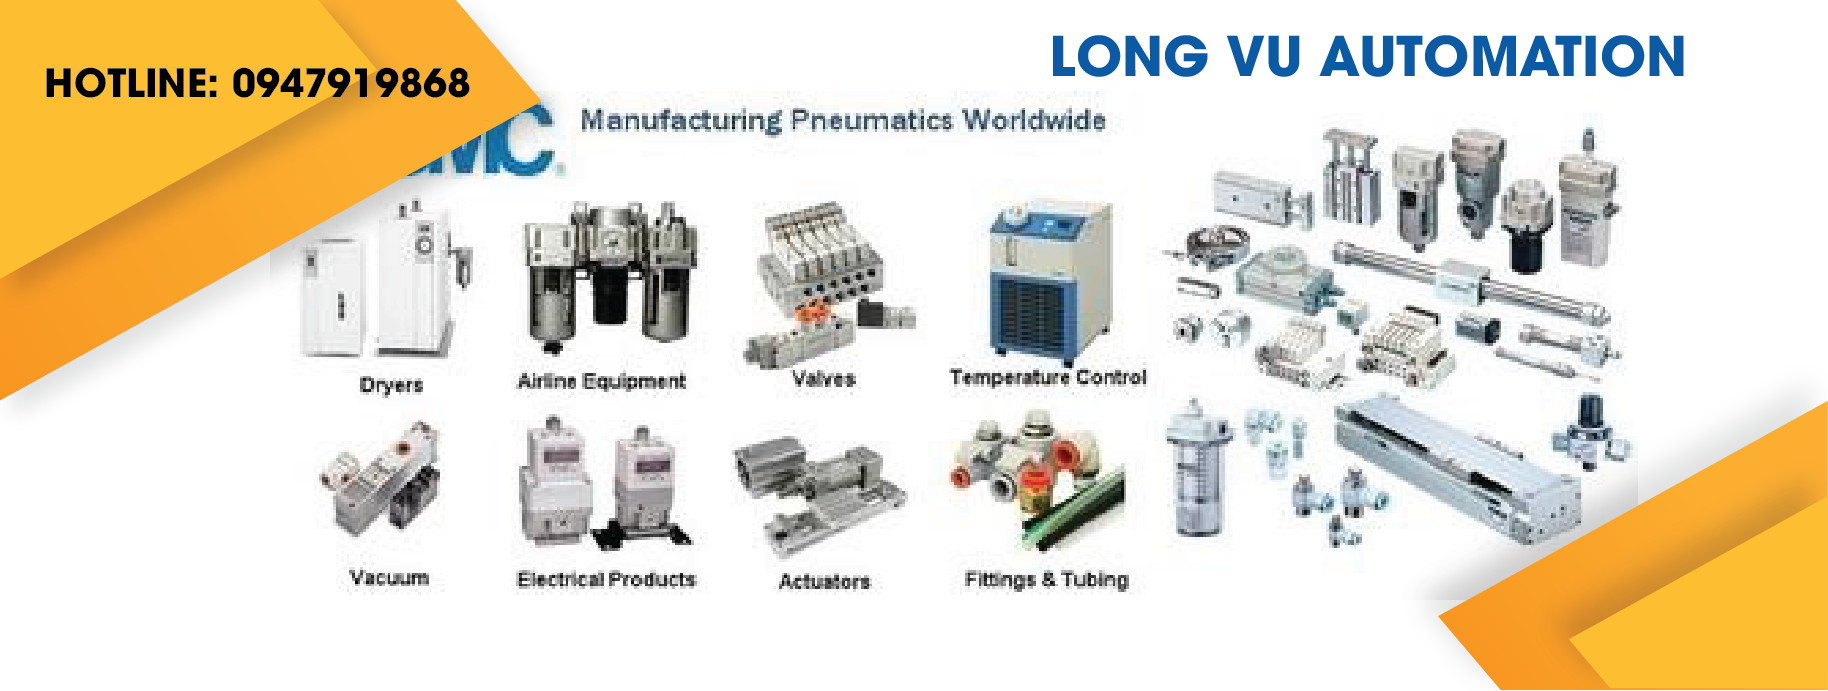 LONG VU AUTOMATION
HOTLINE: 0947919868
MC
Manufacturing Pneumatics Worldwide
Dryers
Airline Equipment
Valves
Temperature Control
Vacuum
Electrical Products
Actuators
Fittings & Tubing